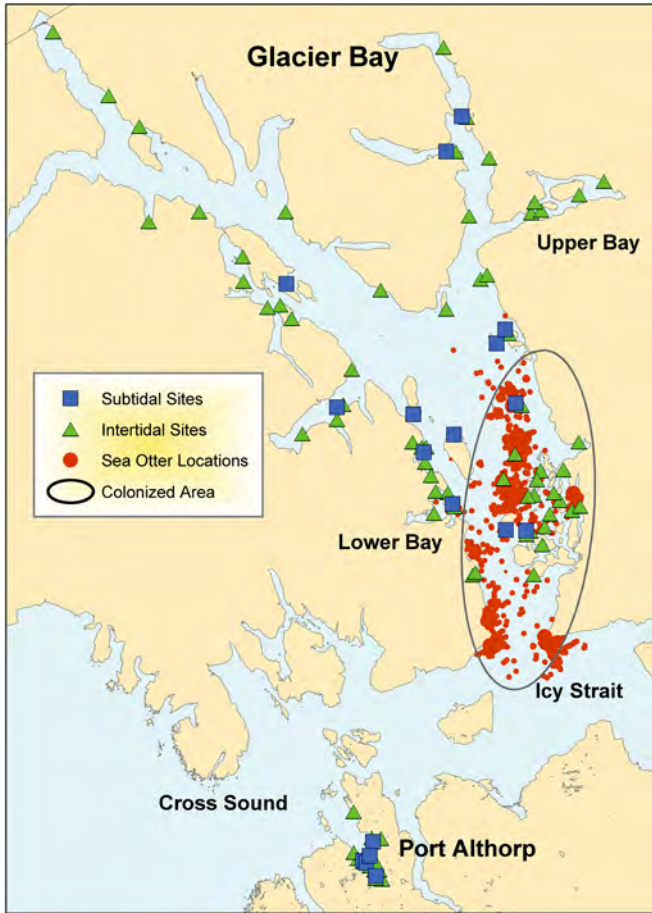 Glacier Bay
Upper Bay
Subtidal Sites
Intertidal Sites
Sea Otter Locations
Colonized Area
Lower Bay
Icy Strait
Cross Sound
Port Althorp